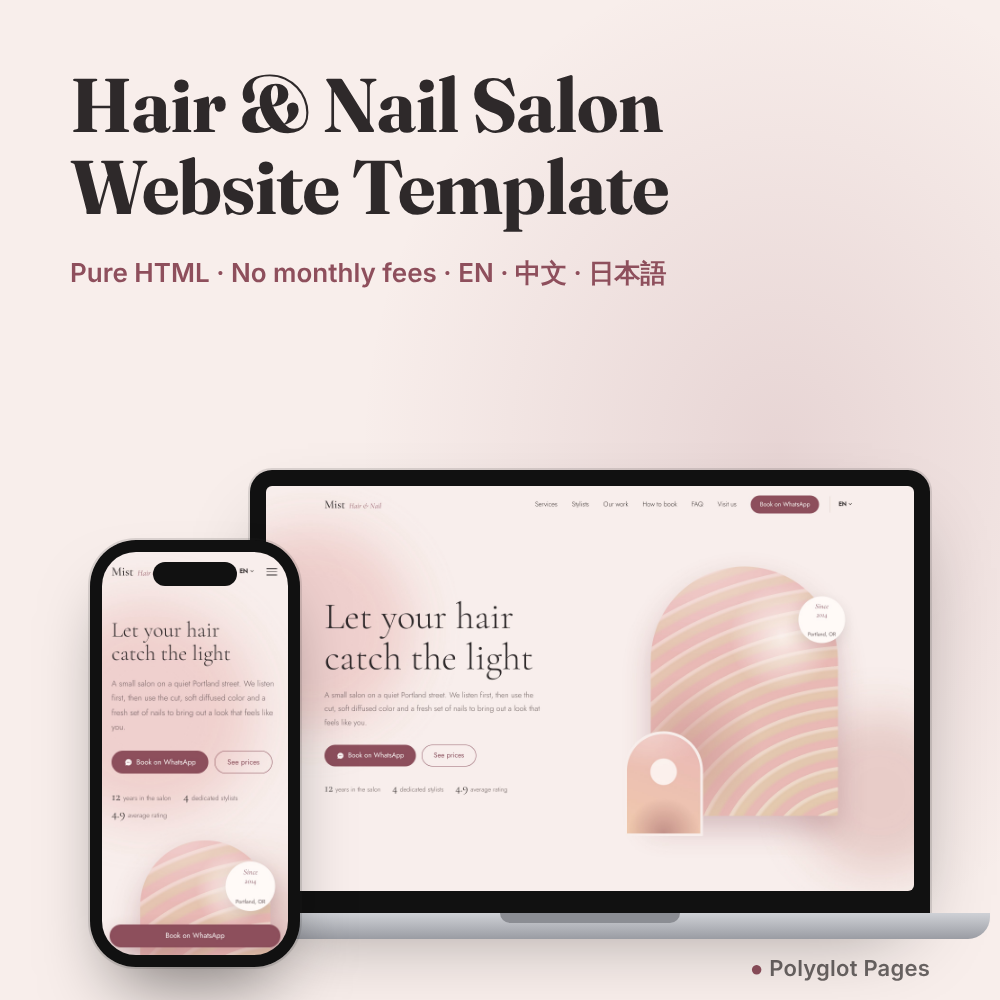 Hair & Nail Salon
Website Template
Pure HTML · No monthly fees · EN · 中文 · 日本語
Mist Hair & Nail
Services Stylists Our work How to book FAQ Visit us Book on WhatsApp EN
Let your hair
catch the light
A small salon on a quiet Portland street. We listen first, then use the
cut, soft diffused color and a fresh set of nails to bring out a look that
feels like you.
Book on WhatsApp See prices
12 years in the salon 4 dedicated stylists 4.9 average rating
Since
2014
Portland, OR
Mist Hair EN
Let your hair
catch the light
A small salon on a quiet Portland street. We listen
first, then use the cut, soft diffused color and a
fresh set of nails to bring out a look that feels like
you.
Book on WhatsApp See prices
12 years in the salon 4 dedicated stylists
4.9 average rating
Since
2014
Portland, OR
Book on WhatsApp
Polyglot Pages